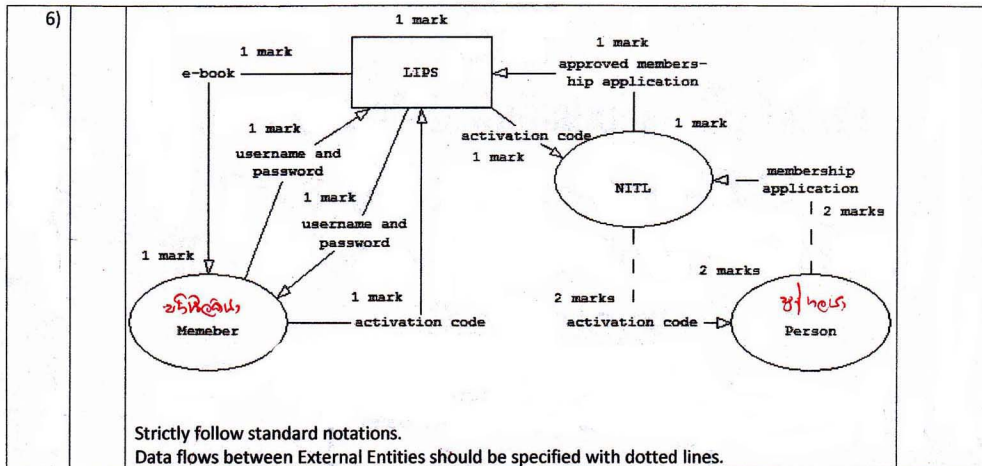 6)
1 mark
1 mark
1 mark
e-book
LIPS
approved members-
hip application
1 mark
1 mark
username and
password
activation code
1 mark
NITL
membership
application
1 mark
username and
password
2 marks
1 mark
2 marks
1 mark
2 marks
Memeber
activation code
activation code
පුද්ගලයා
Person
Strictly follow standard notations.
Data flows between External Entities should be specified with dotted lines.